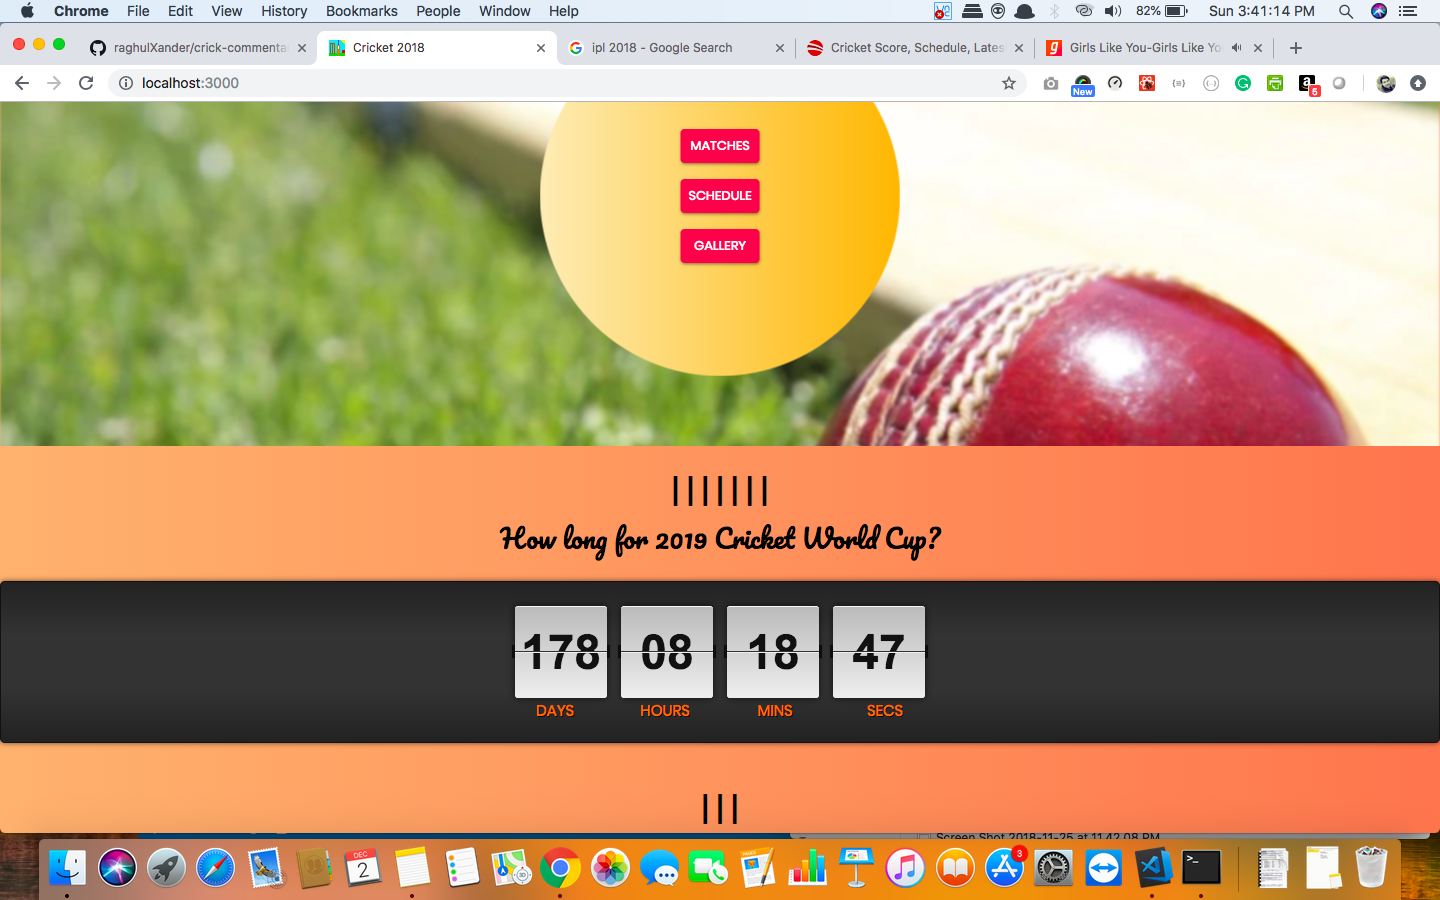 Chrome File Edit View History Bookmarks People Window Help 82% Sun 3:41:14 PM
raghulXander/crick-commenta Cricket 2018 ipl 2018 - Google Search Cricket Score, Schedule, Lates Girls Like You-Girls Like Yo
localhost:3000 New 5
MATCHES
SCHEDULE
GALLERY
|||||||
How long for 2019 Cricket World Cup?
178 08 18 47
DAYS HOURS MINS SECS
|||
Screen Shot 2018-11-25 at 11.42.08 PM
DEC
2
3